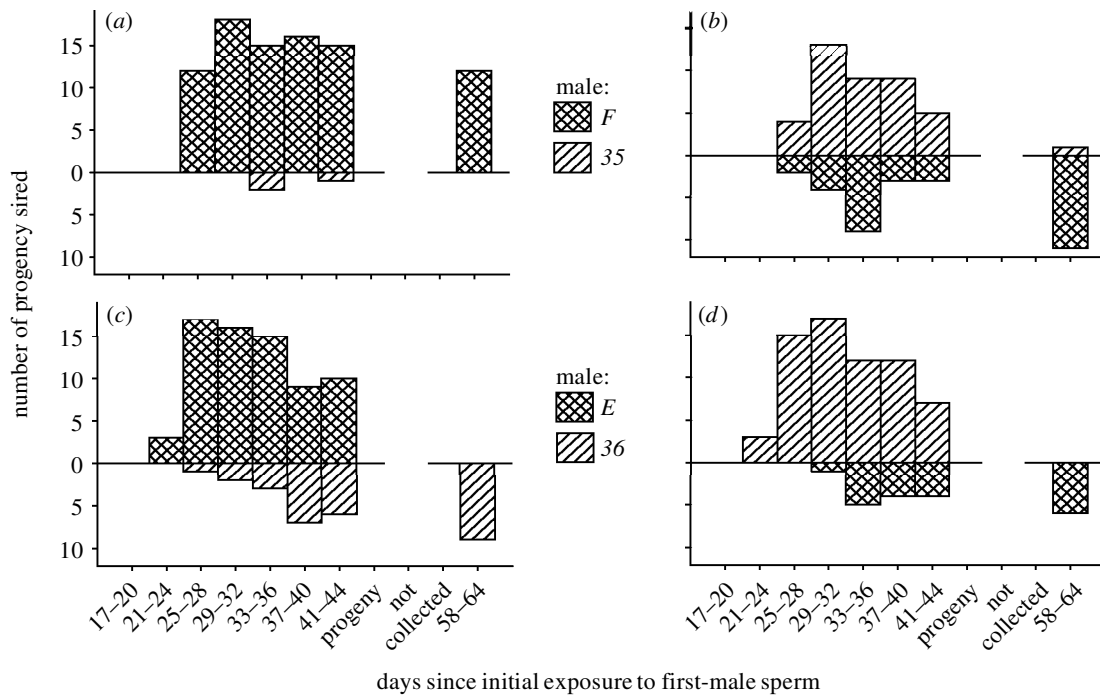 (a)
(b)
15
10
5
0
5
10
male:
F
35
(c)
(d)
15
10
5
0
5
10
male:
E
36
number of progency sired
17–20
21–24
25–28
29–32
33–36
37–40
41–44
progeny
not
collected
58–64
17–20
21–24
25–28
29–32
33–36
37–40
41–44
progeny
not
collected
58–64
days since initial exposure to first-male sperm